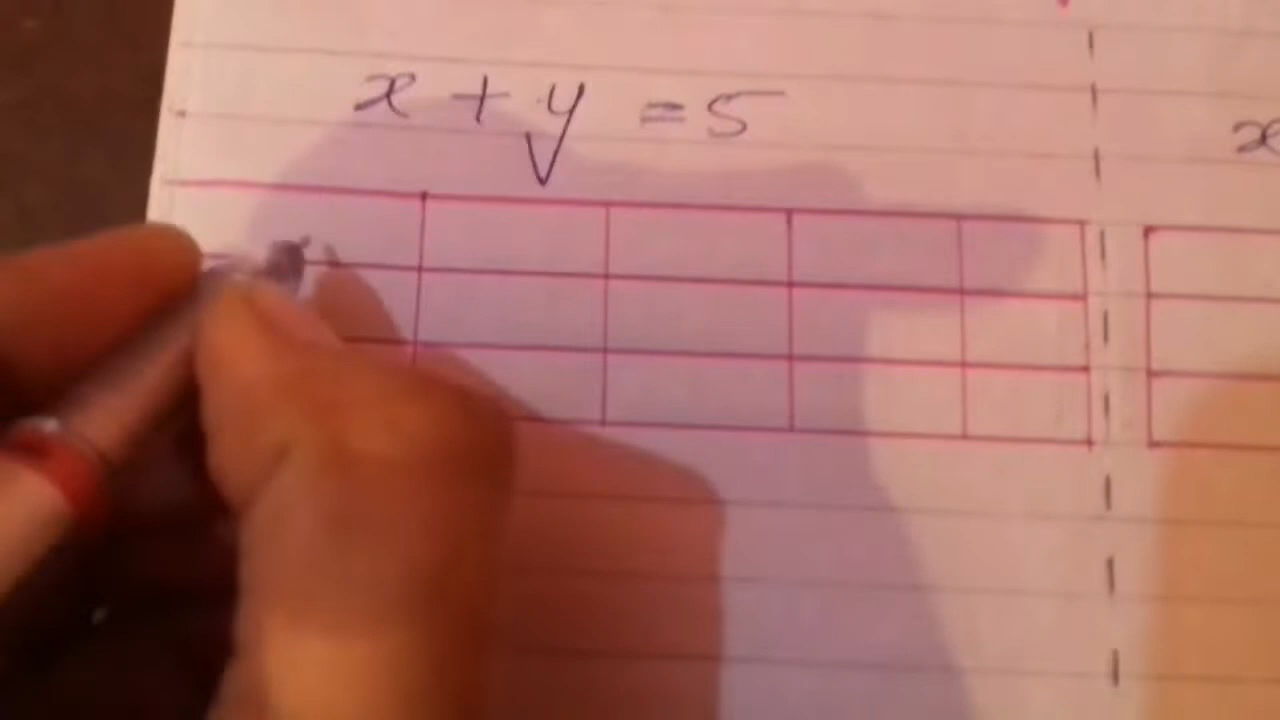 x + y = 5
x